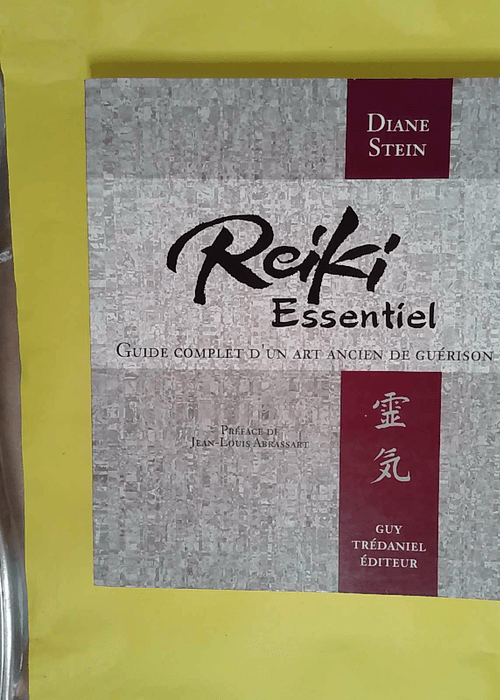 DIANE
STEIN
Reiki
Essentiel
GUIDE COMPLET D'UN ART ANCIEN DE GUÉRISON
PRÉFACE DE
JEAN-LOUIS ABRASSART
靈
気
GUY
TRÉDANIEL
ÉDITEUR